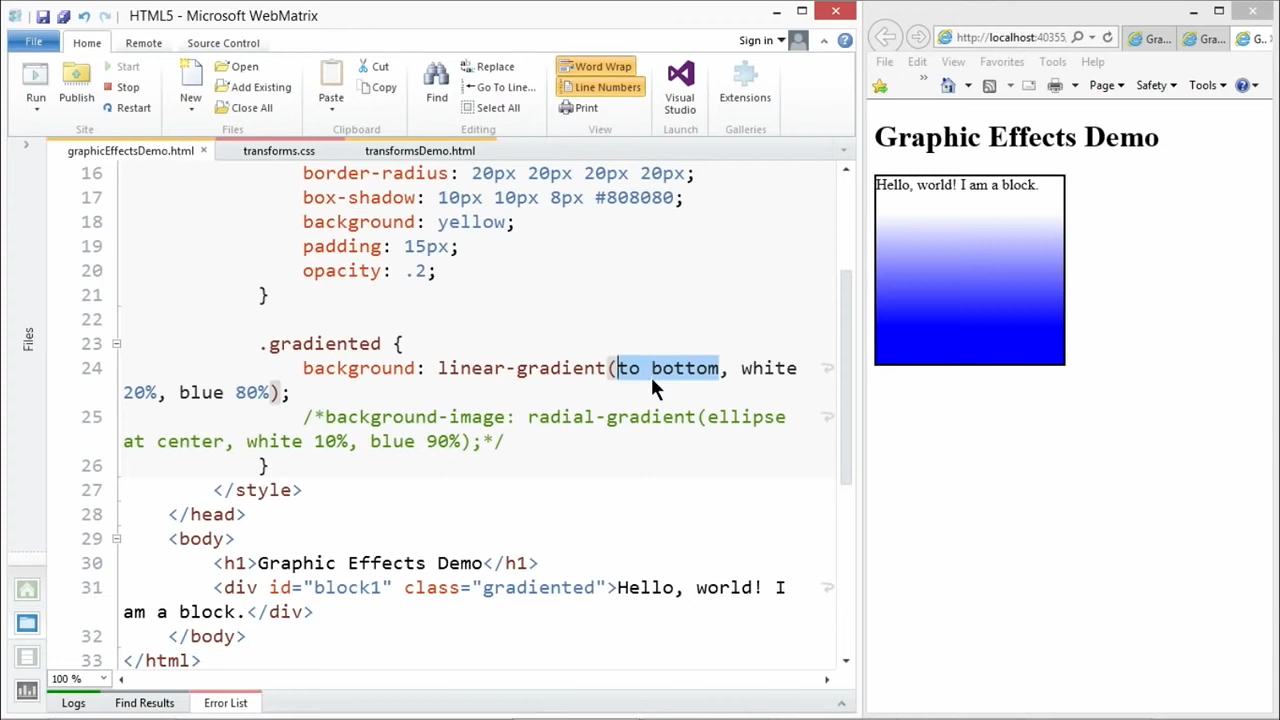 HTML5 - Microsoft WebMatrix
File Home Remote Source Control Sign in
Run Publish Start Stop Restart New Open Add Existing Close All Paste Cut Copy Find Replace Go To Line... Select All Word Wrap Line Numbers Print Visual Studio Extensions
Site Files Clipboard Editing View Launch Galleries
graphicEffectsDemo.html transforms.css transformsDemo.html
Files
16 border-radius: 20px 20px 20px 20px;
17 box-shadow: 10px 10px 8px #808080;
18 background: yellow;
19 padding: 15px;
20 opacity: .2;
21 }
22
23 .gradiented {
24 background: linear-gradient(to bottom, white
20%, blue 80%);
25 /*background-image: radial-gradient(ellipse
at center, white 10%, blue 90%);*/
26 }
27 </style>
28 </head>
29 <body>
30 <h1>Graphic Effects Demo</h1>
31 <div id="block1" class="gradiented">Hello, world! I
am a block.</div>
32 </body>
33 </html>
100 %
Logs Find Results Error List
http://localhost:40355, Gra... Gra... G..
File Edit View Favorites Tools Help
Page Safety Tools
Graphic Effects Demo
Hello, world! I am a block.